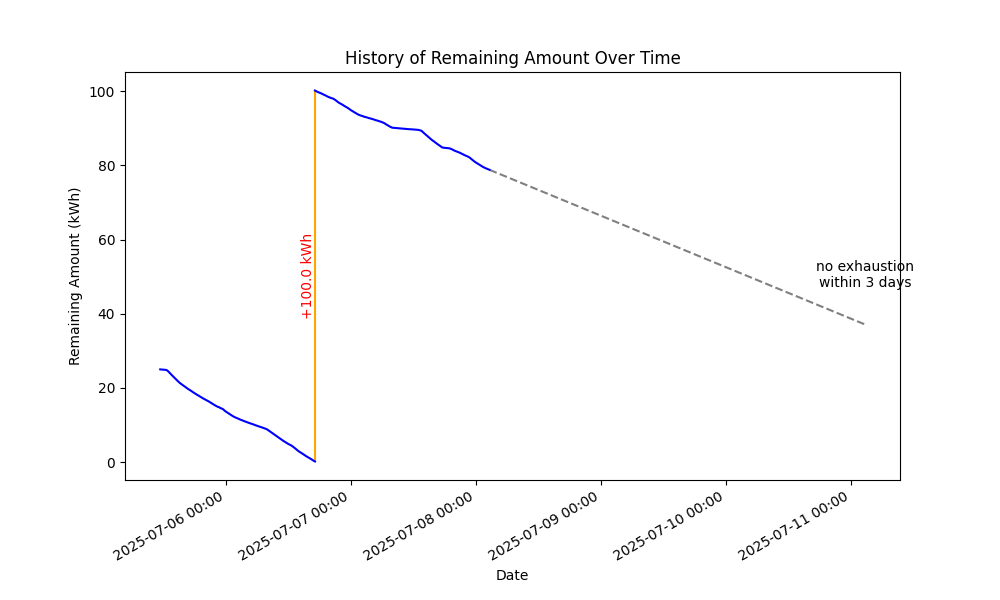 History of Remaining Amount Over Time
Remaining Amount (kWh)
100
80
60
40
20
0
+100.0 kWh
no exhaustion
within 3 days
2025-07-06 00:00
2025-07-07 00:00
2025-07-08 00:00
2025-07-09 00:00
2025-07-10 00:00
2025-07-11 00:00
Date